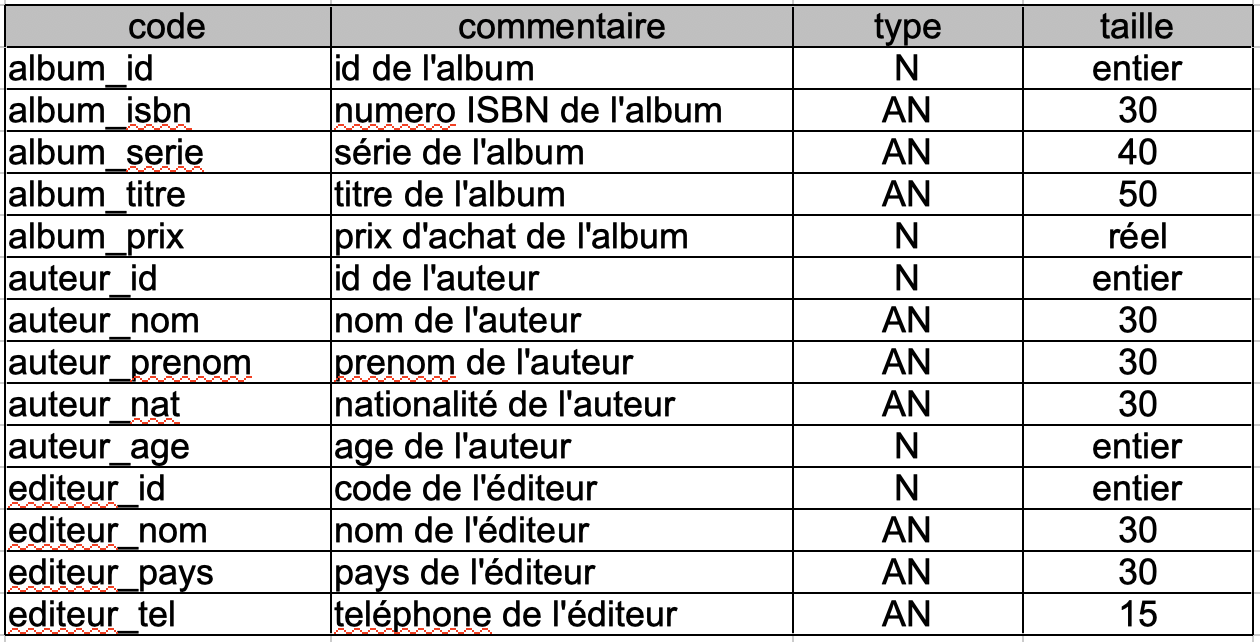 code commentaire type taille
album_id id de l'album N entier
album_isbn numero ISBN de l'album AN 30
album_serie série de l'album AN 40
album_titre titre de l'album AN 50
album_prix prix d'achat de l'album N réel
auteur_id id de l'auteur N entier
auteur_nom nom de l'auteur AN 30
auteur_prenom prenom de l'auteur AN 30
auteur_nat nationalité de l'auteur AN 30
auteur_age age de l'auteur N entier
editeur_id code de l'éditeur N entier
editeur_nom nom de l'éditeur AN 30
editeur_pays pays de l'éditeur AN 30
editeur_tel teléphone de l'éditeur AN 15